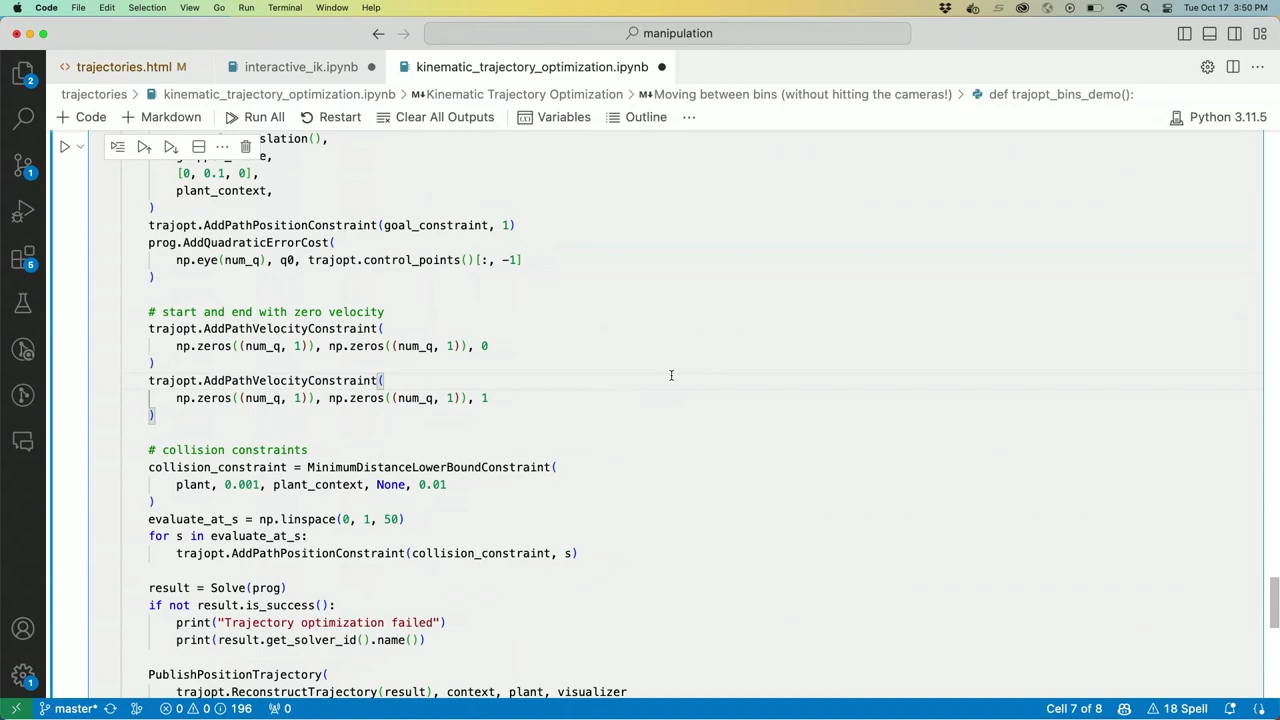 Code File Edit Selection View Go Run Terminal Window Help Tue Oct 17 3:50 PM
manipulation
trajectories.html M interactive_ik.ipynb kinematic_trajectory_optimization.ipynb
trajectories > kinematic_trajectory_optimization.ipynb > Kinematic Trajectory Optimization > Moving between bins (without hitting the cameras!) > def trajopt_bins_demo():
+ Code + Markdown Run All Restart Clear All Outputs Variables Outline ... Python 3.11.5
[0, 0.1, 0],
plant_context,
)
trajopt.AddPathPositionConstraint(goal_constraint, 1)
prog.AddQuadraticErrorCost(
np.eye(num_q), q0, trajopt.control_points()[:, -1]
)
# start and end with zero velocity
trajopt.AddPathVelocityConstraint(
np.zeros((num_q, 1)), np.zeros((num_q, 1)), 0
)
trajopt.AddPathVelocityConstraint(
np.zeros((num_q, 1)), np.zeros((num_q, 1)), 1
)
# collision constraints
collision_constraint = MinimumDistanceLowerBoundConstraint(
plant, 0.001, plant_context, None, 0.01
)
evaluate_at_s = np.linspace(0, 1, 50)
for s in evaluate_at_s:
trajopt.AddPathPositionConstraint(collision_constraint, s)
result = Solve(prog)
if not result.is_success():
print("Trajectory optimization failed")
print(result.get_solver_id().name())
PublishPositionTrajectory(
trajopt.ReconstructTrajectory(result), context, plant, visualizer
2
1
5
1
master* 0 0 196 0 Cell 7 of 8 18 Spell